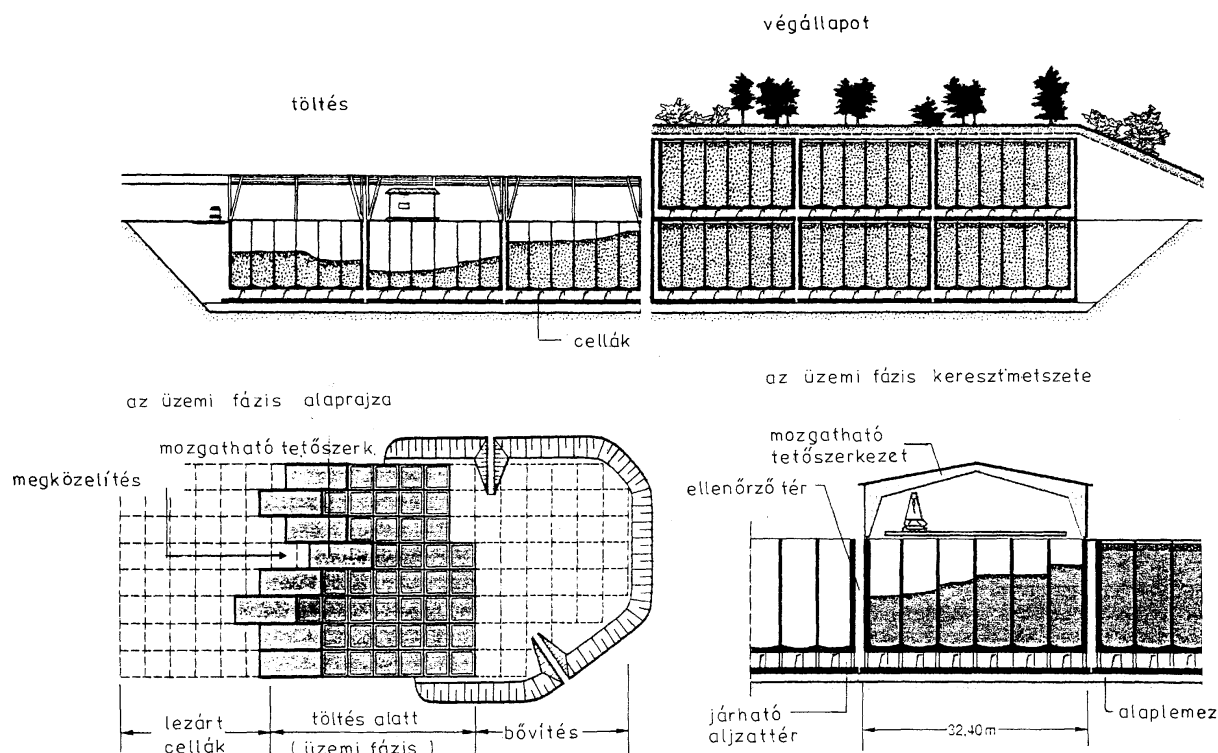 végállapot
töltés
cellák
az üzemi fázis keresztmetszete
az üzemi fázis alaprajza
mozgatható tetőszerk.
megközelítés
mozgatható
tetőszerkezet
ellenőrző tér
lezárt
cellák
töltés alatt
(üzemi fázis)
bővítés
járható
aljzattér
32,40m
alaplemez